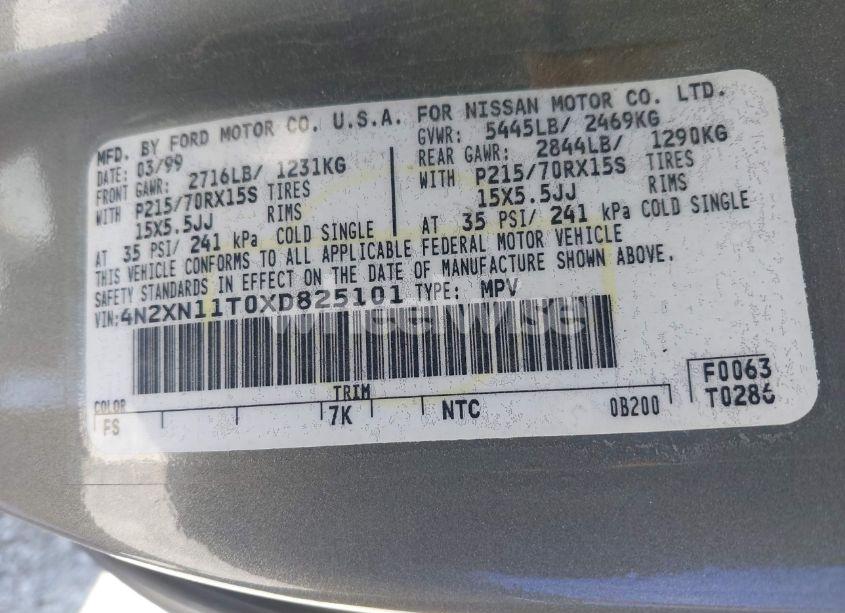 MFD. BY FORD MOTOR CO. U.S.A. FOR NISSAN MOTOR CO. LTD.
DATE: 03/99 GVWR: 5445LB/ 2469KG
FRONT GAWR: 2716LB/ 1231KG REAR GAWR: 2844LB/ 1290KG
WITH P215/70RX15S TIRES WITH P215/70RX15S TIRES
15X5.5JJ RIMS 15X5.5JJ RIMS
AT 35 PSI/ 241 kPa COLD SINGLE AT 35 PSI/ 241 kPa COLD SINGLE
THIS VEHICLE CONFORMS TO ALL APPLICABLE FEDERAL MOTOR VEHICLE
SAFETY STANDARDS IN EFFECT ON THE DATE OF MANUFACTURE SHOWN ABOVE.
VIN: 4N2XN11T0XD825101 TYPE: MPV
wheelwise
COLOR TRIM F0063
FS 7K NTC 0B200 T0286